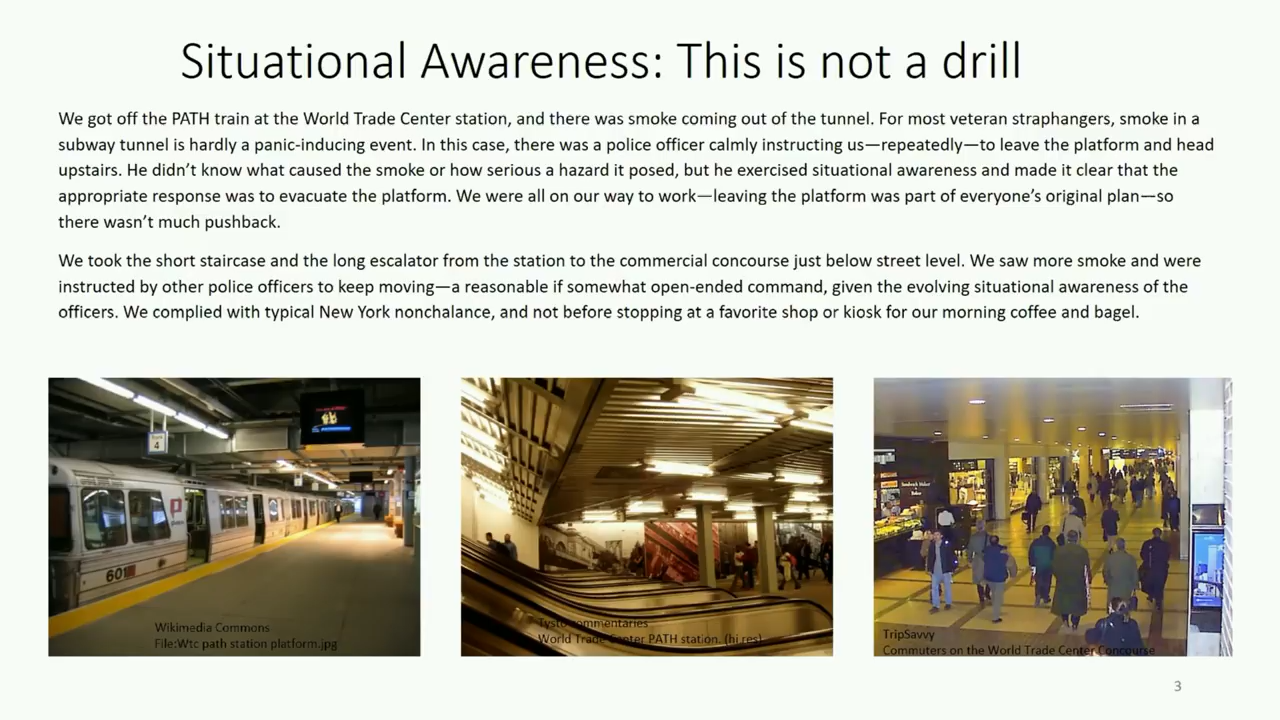 Situational Awareness: This is not a drill
We got off the PATH train at the World Trade Center station, and there was smoke coming out of the tunnel. For most veteran straphangers, smoke in a
subway tunnel is hardly a panic-inducing event. In this case, there was a police officer calmly instructing us—repeatedly—to leave the platform and head
upstairs. He didn’t know what caused the smoke or how serious a hazard it posed, but he exercised situational awareness and made it clear that the
appropriate response was to evacuate the platform. We were all on our way to work—leaving the platform was part of everyone’s original plan—so
there wasn’t much pushback.
We took the short staircase and the long escalator from the station to the commercial concourse just below street level. We saw more smoke and were
instructed by other police officers to keep moving—a reasonable if somewhat open-ended command, given the evolving situational awareness of the
officers. We complied with typical New York nonchalance, and not before stopping at a favorite shop or kiosk for our morning coffee and bagel.
4
601
Wikimedia Commons
File:Wtc path station platform.jpg
Tysto commentaries
World Trade Center PATH station. (hi res)
TripSavvy
Commuters on the World Trade Center Concourse
3